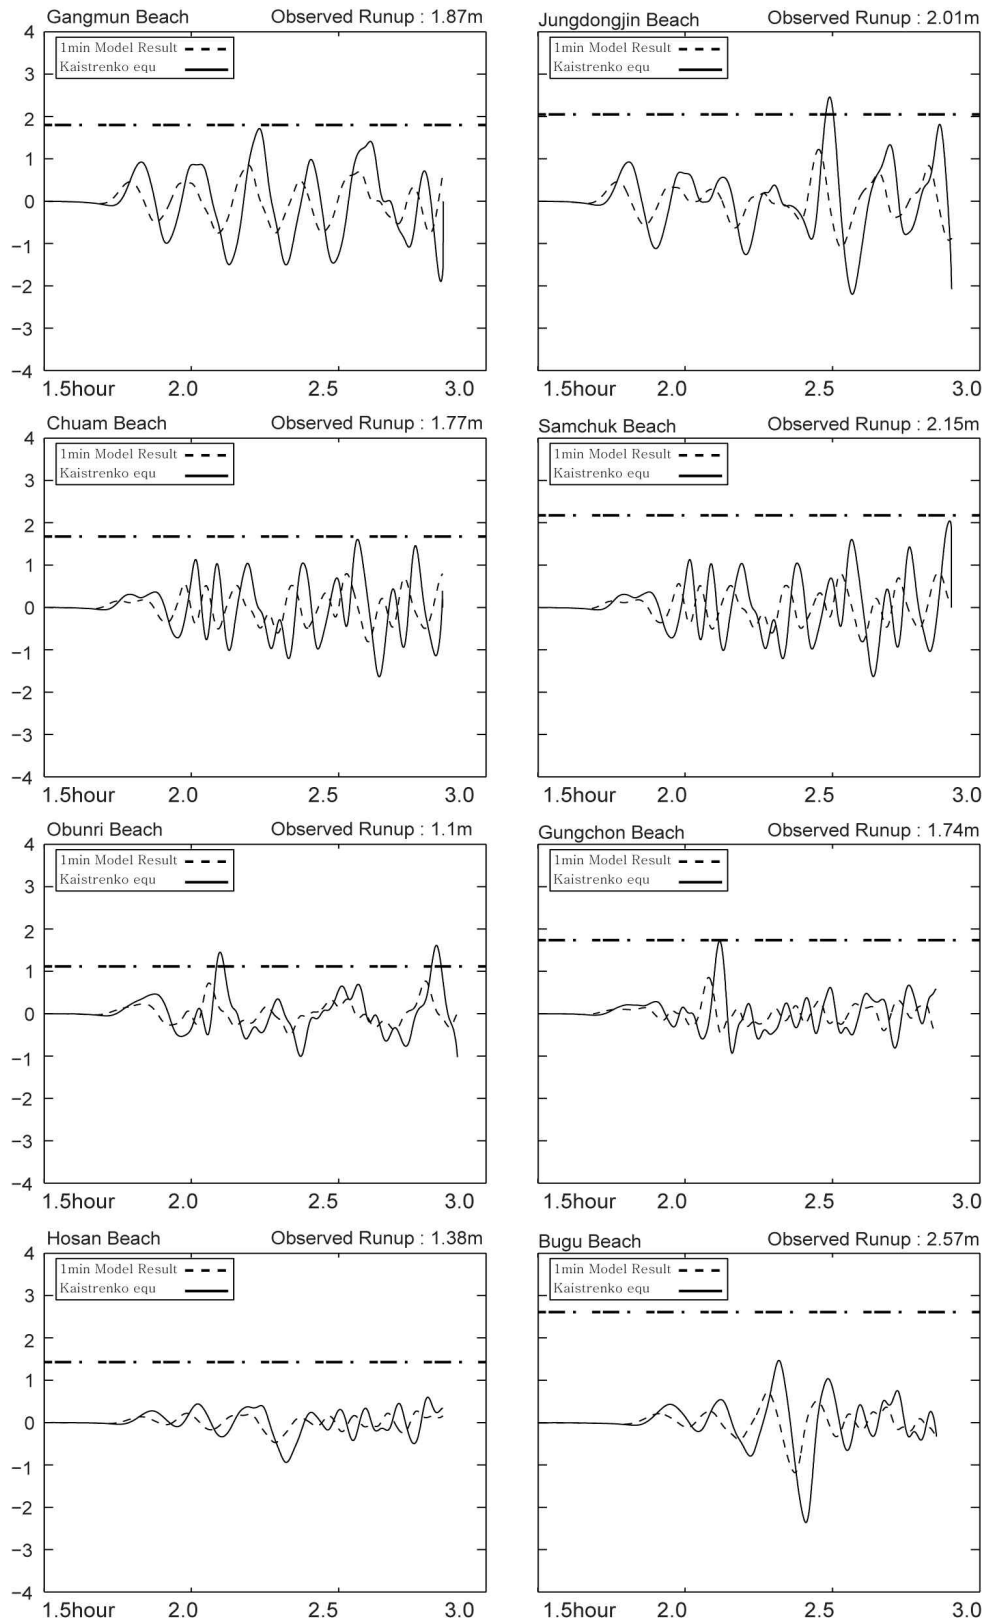 Gangmun Beach Observed Runup : 1.87m
1min Model Result
Kaistrenko equ
4
3
2
1
0
−1
−2
−3
−4
1.5hour 2.0 2.5 3.0
Jungdongjin Beach Observed Runup : 2.01m
1min Model Result
Kaistrenko equ
1.5hour 2.0 2.5 3.0
Chuam Beach Observed Runup : 1.77m
1min Model Result
Kaistrenko equ
4
3
2
1
0
−1
−2
−3
−4
1.5hour 2.0 2.5 3.0
Samchuk Beach Observed Runup : 2.15m
1min Model Result
Kaistrenko equ
1.5hour 2.0 2.5 3.0
Obunri Beach Observed Runup : 1.1m
1min Model Result
Kaistrenko equ
4
3
2
1
0
−1
−2
−3
−4
1.5hour 2.0 2.5 3.0
Gungchon Beach Observed Runup : 1.74m
1min Model Result
Kaistrenko equ
1.5hour 2.0 2.5 3.0
Hosan Beach Observed Runup : 1.38m
1min Model Result
Kaistrenko equ
4
3
2
1
0
−1
−2
−3
−4
1.5hour 2.0 2.5 3.0
Bugu Beach Observed Runup : 2.57m
1min Model Result
Kaistrenko equ
1.5hour 2.0 2.5 3.0